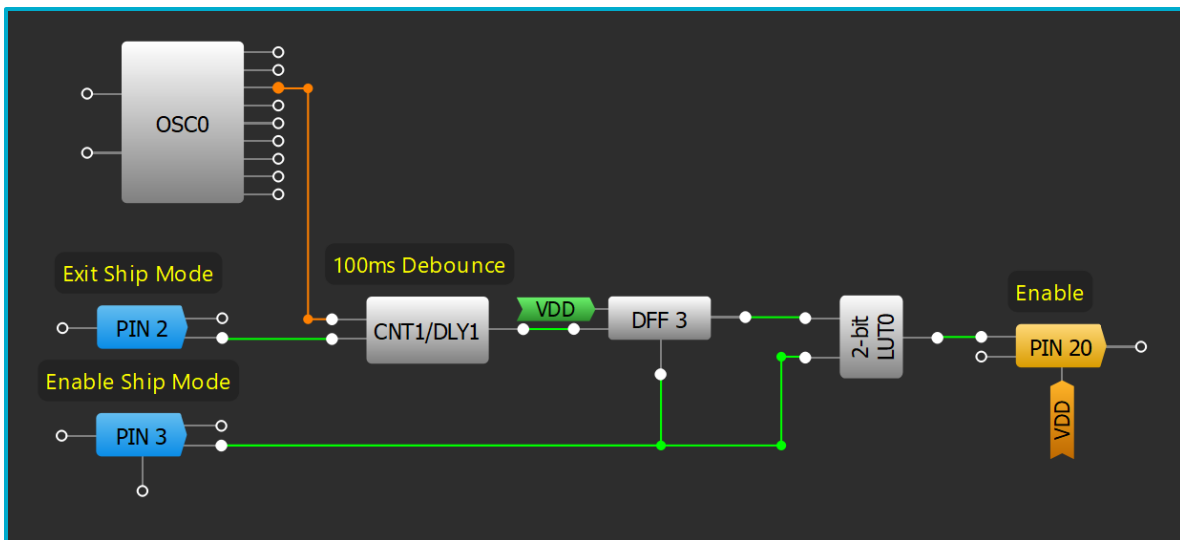 OSC0
Exit Ship Mode
100ms Debounce
Enable
PIN 2
CNT1/DLY1
VDD
DFF 3
2-bit
LUT0
PIN 20
Enable Ship Mode
PIN 3
VDD